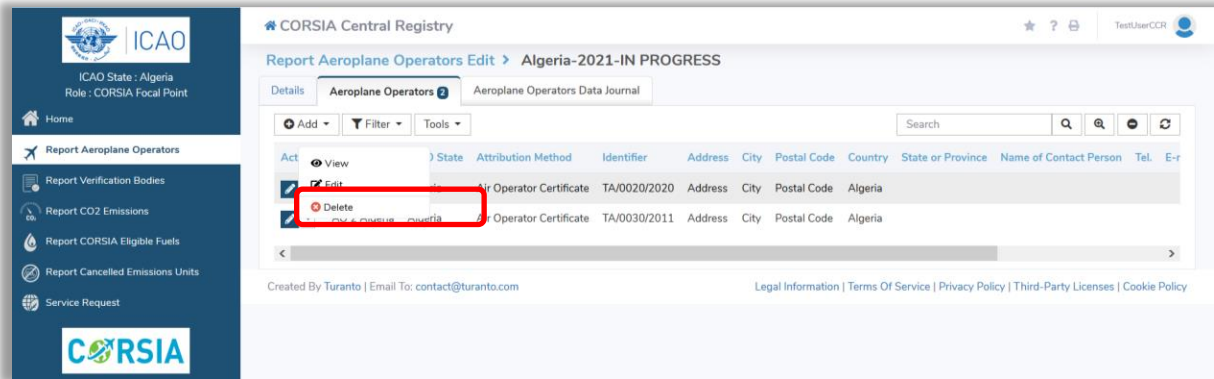 ICAO
ICAO State : Algeria
Role : CORSIA Focal Point
Home
Report Aeroplane Operators
Report Verification Bodies
Report CO2 Emissions
Report CORSIA Eligible Fuels
Report Cancelled Emissions Units
Service Request
CORSIA
CORSIA Central Registry
? TestUserCCR
Report Aeroplane Operators Edit > Algeria-2021-IN PROGRESS
Details Aeroplane Operators 2 Aeroplane Operators Data Journal
Add Filter Tools Search
Act State Attribution Method Identifier Address City Postal Code Country State or Province Name of Contact Person Tel.
View
Edit
Delete
Air Operator Certificate TA/0020/2020 Address City Postal Code Algeria
AO 2 Algeria Algeria Air Operator Certificate TA/0030/2011 Address City Postal Code Algeria
Created By Turanto | Email To: contact@turanto.com Legal Information | Terms Of Service | Privacy Policy | Third-Party Licenses | Cookie Policy